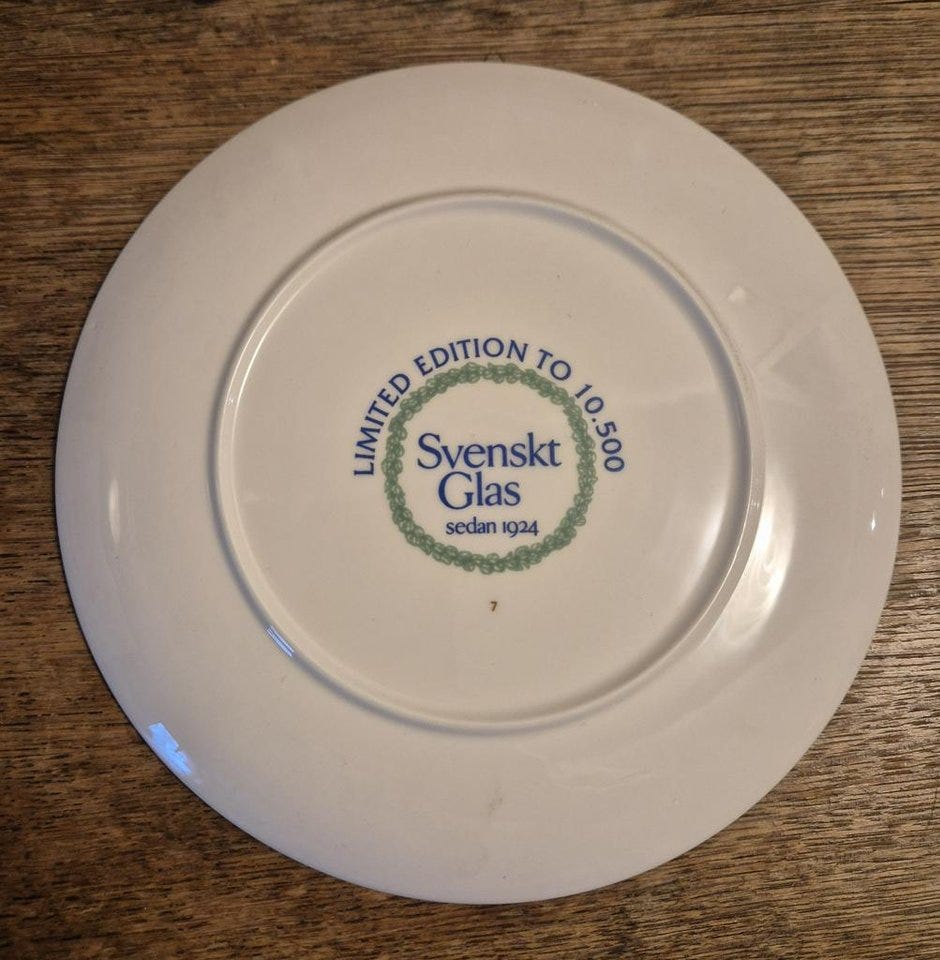 LIMITED EDITION TO 10.500
Svenskt
Glas
sedan 1924
7